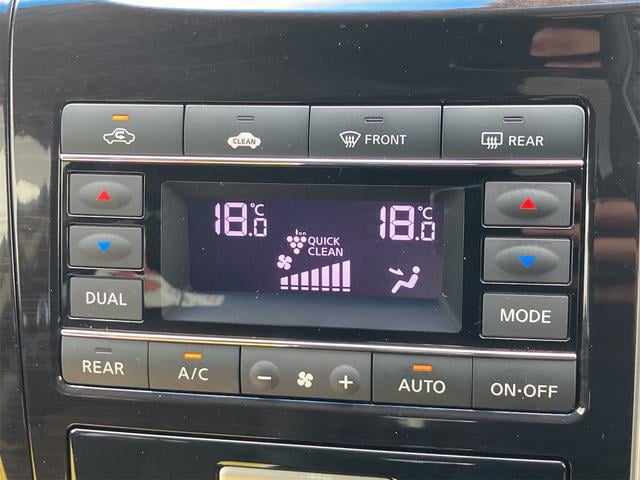 CLEAN
FRONT
REAR
18.0°C
18.0°C
QUICK
CLEAN
DUAL
MODE
REAR
A/C
− +
AUTO
ON·OFF